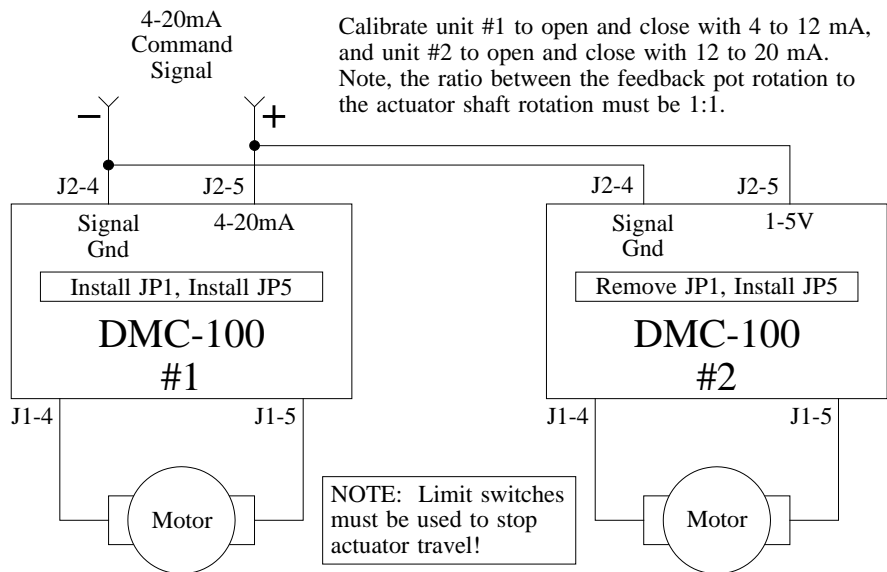 4-20mA
Command
Signal
Calibrate unit #1 to open and close with 4 to 12 mA,
and unit #2 to open and close with 12 to 20 mA.
Note, the ratio between the feedback pot rotation to
the actuator shaft rotation must be 1:1.
− +
J2-4 J2-5 J2-4 J2-5
Signal
Gnd
4-20mA
Install JP1, Install JP5
DMC-100
#1
J1-4 J1-5
Motor
Signal
Gnd
1-5V
Remove JP1, Install JP5
DMC-100
#2
J1-4 J1-5
Motor
NOTE: Limit switches
must be used to stop
actuator travel!